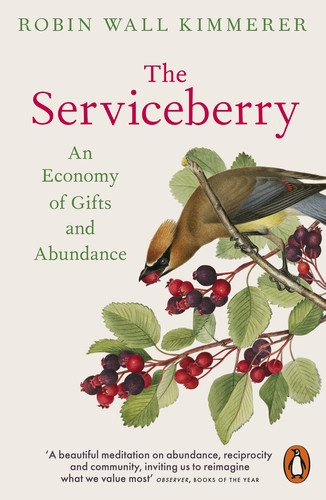 ROBIN WALL KIMMERER
The
Serviceberry
An
Economy
of Gifts
and
Abundance
'A beautiful meditation on abundance, reciprocity
and community, inviting us to reimagine
what we value most' OBSERVER, BOOKS OF THE YEAR